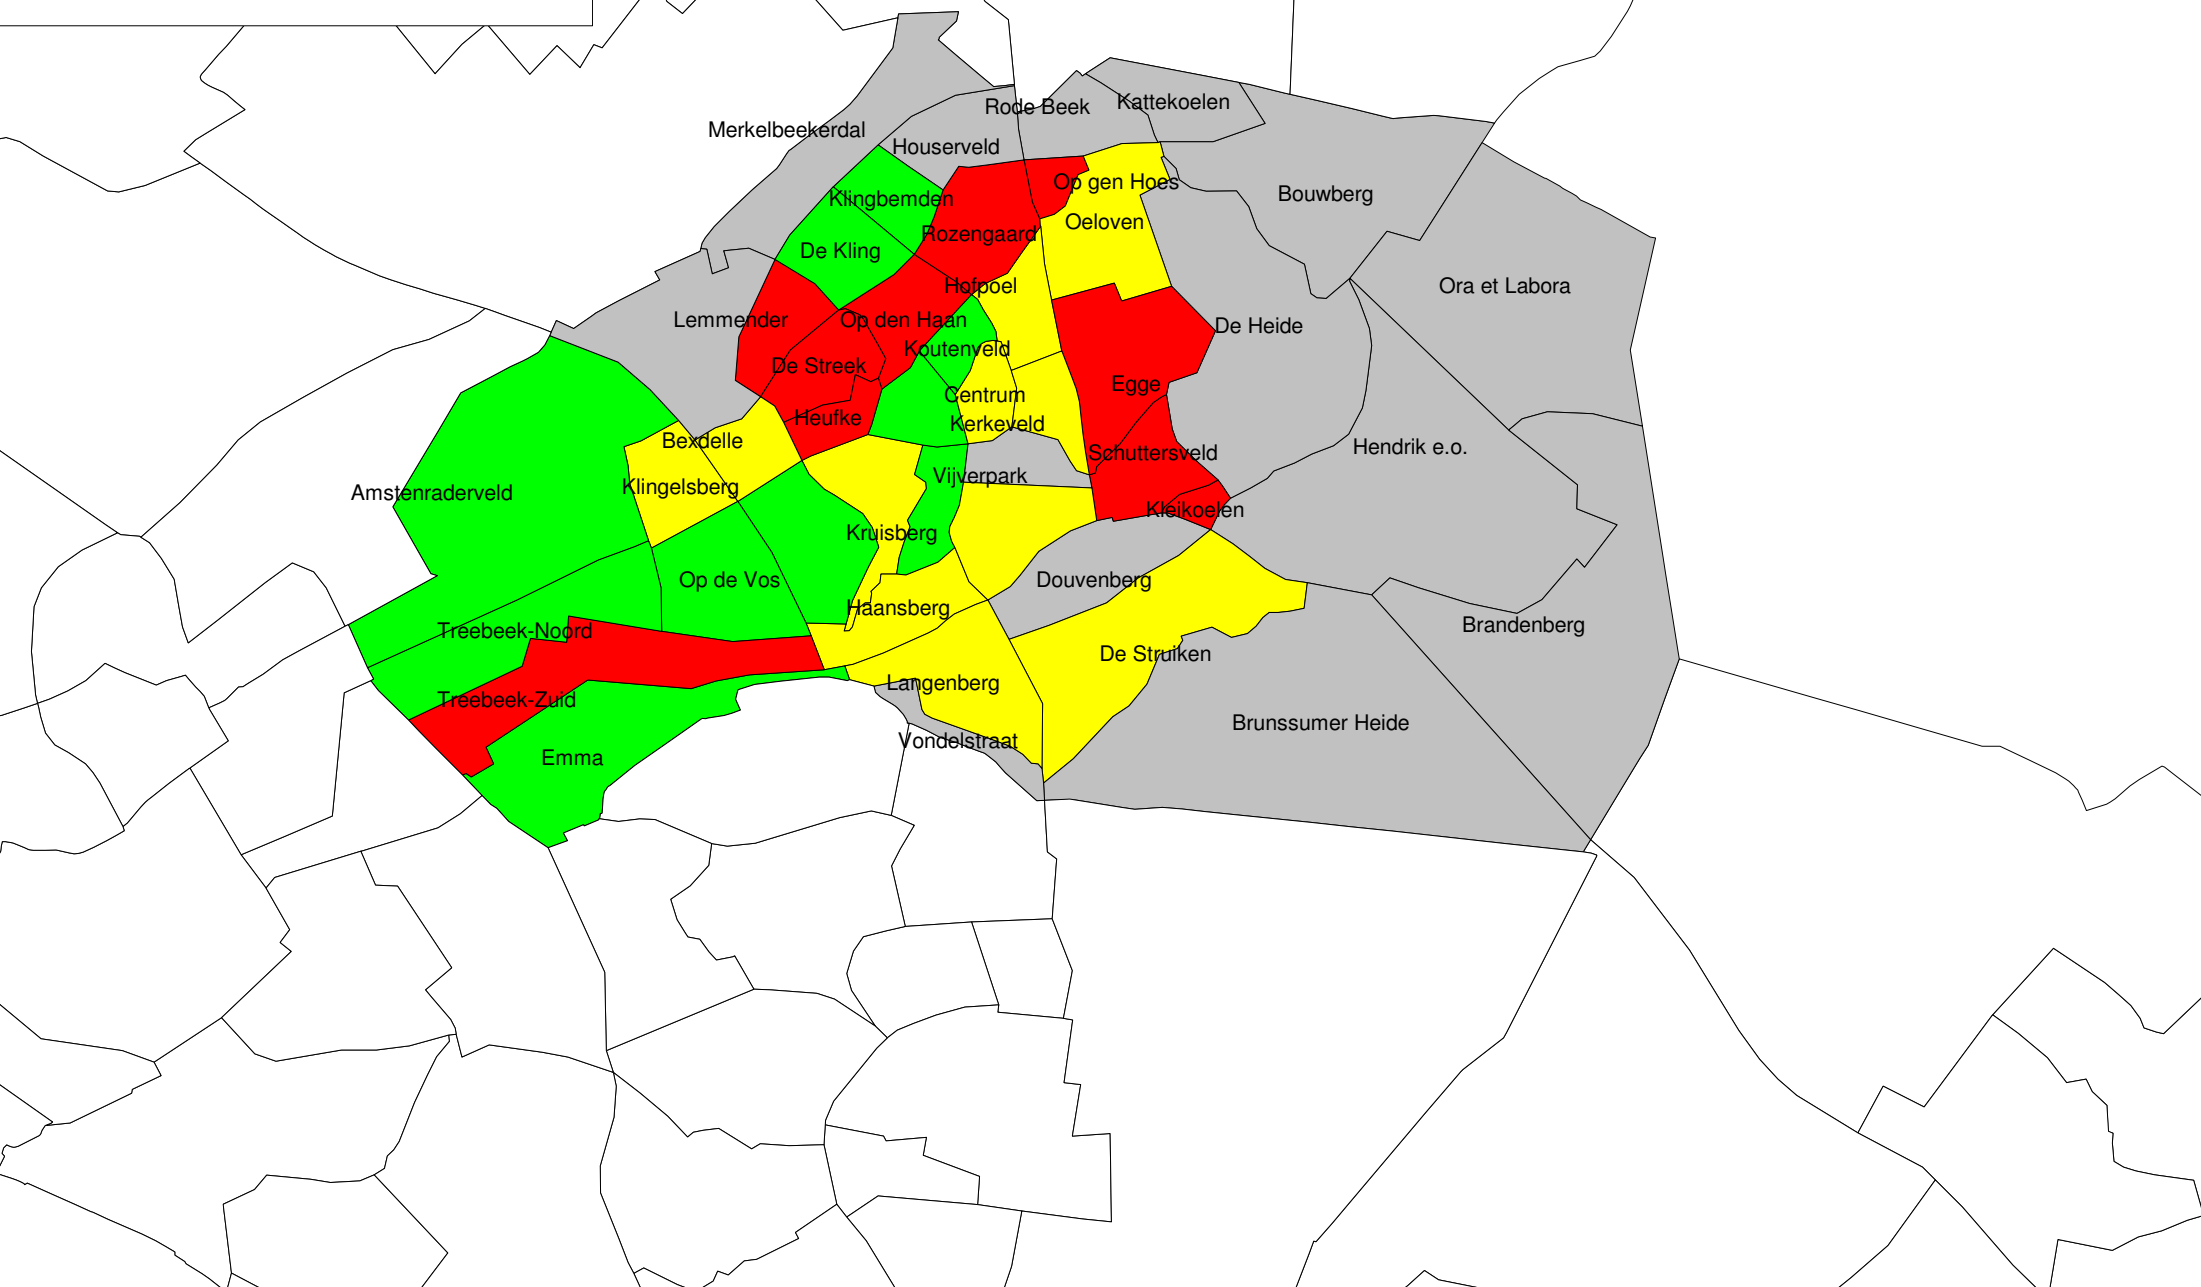 Kattekoelen
Rode Beek
Merkelbeekerdal
Houserveld
Op gen Hoes
Bouwberg
Klingbemden
Oeloven
Rozengaard
De Kling
Hofpoel
Ora et Labora
Lemmender
Op den Haan
De Heide
Koutenveld
De Streek
Egge
Centrum
Heufke
Kerkeveld
Bexdelle
Hendrik e.o.
Schuttersveld
Vijverpark
Klingelsberg
Amstenraderveld
Kleikoelen
Kruisberg
Op de Vos
Douvenberg
Haansberg
Brandenberg
Treebeek-Noord
De Struiken
Langenberg
Treebeek-Zuid
Brunssumer Heide
Vondelstraat
Emma